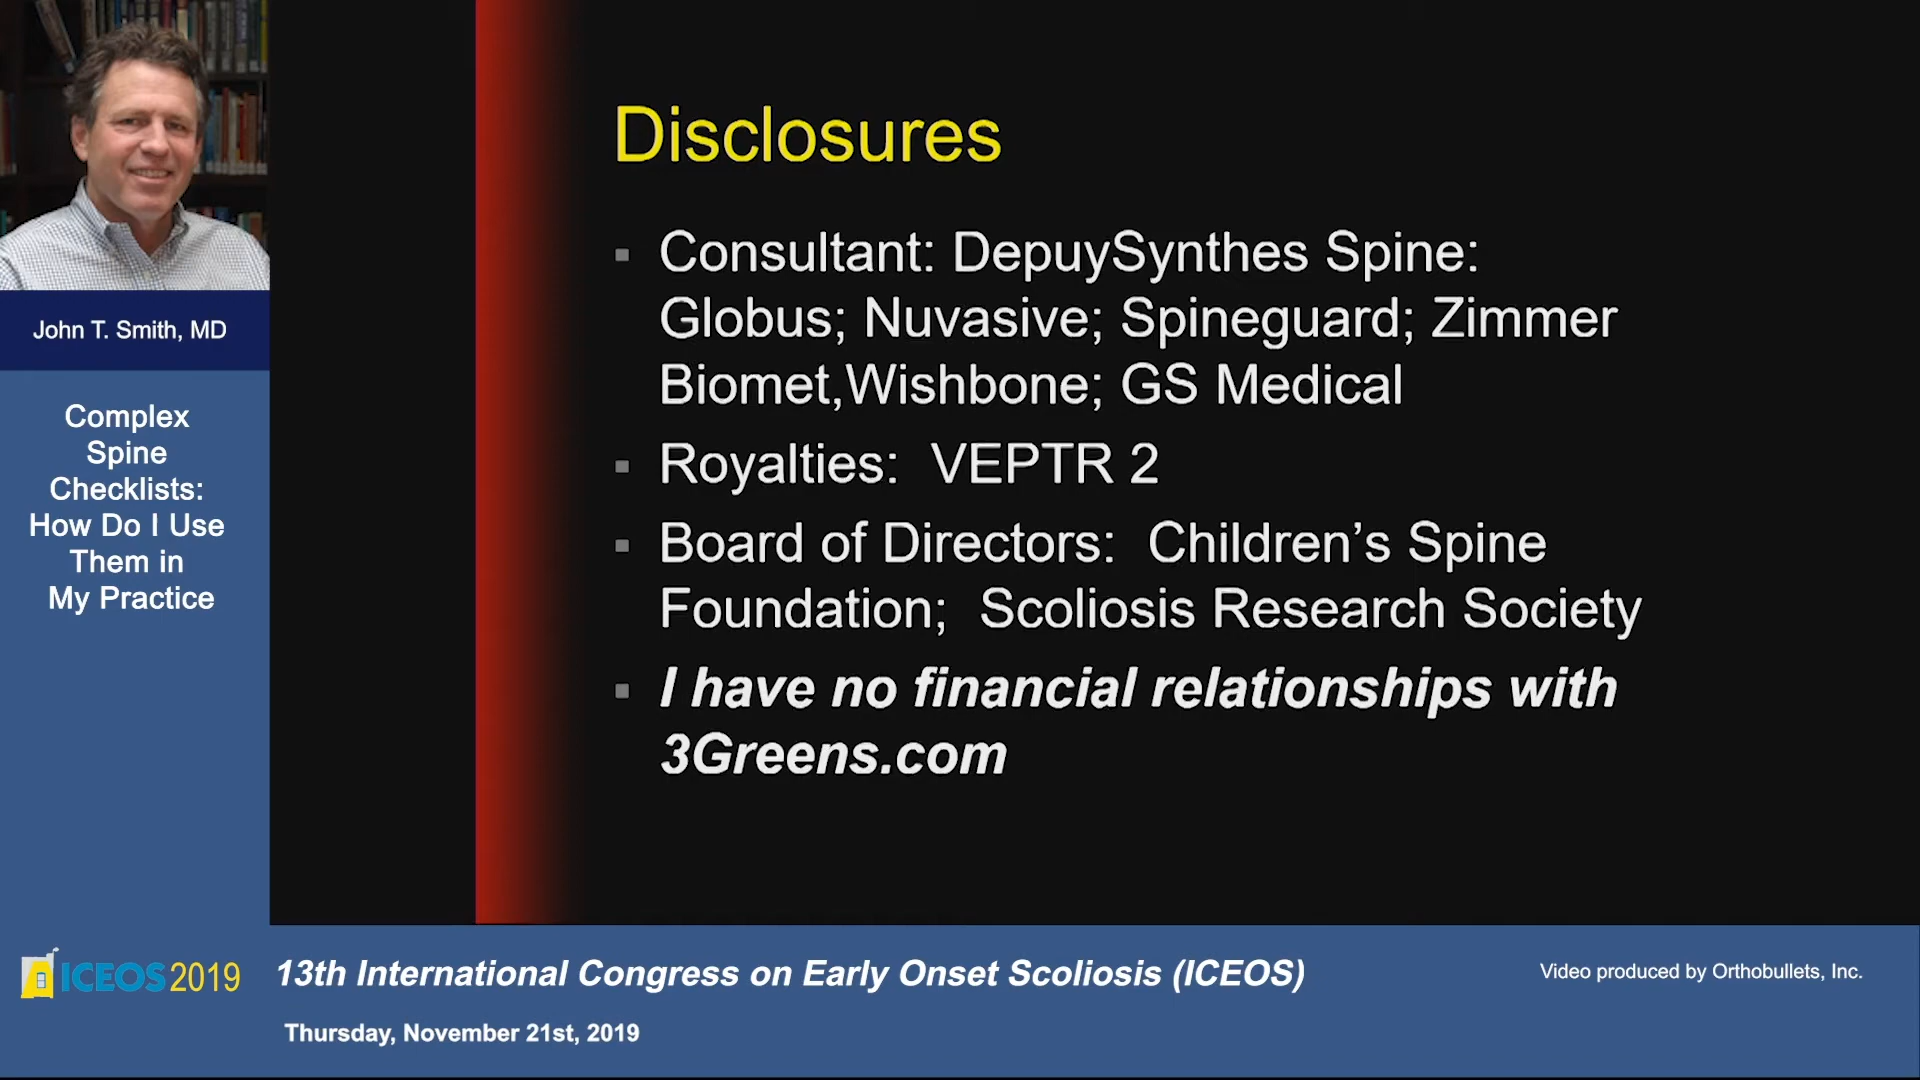 John T. Smith, MD
Complex
Spine
Checklists:
How Do I Use
Them in
My Practice
Disclosures
▪ Consultant: DepuySynthes Spine:
Globus; Nuvasive; Spineguard; Zimmer
Biomet,Wishbone; GS Medical
▪ Royalties:  VEPTR 2
▪ Board of Directors:  Children’s Spine
Foundation;  Scoliosis Research Society
▪ I have no financial relationships with
3Greens.com
ICEOS 2019
13th International Congress on Early Onset Scoliosis (ICEOS)
Thursday, November 21st, 2019
Video produced by Orthobullets, Inc.